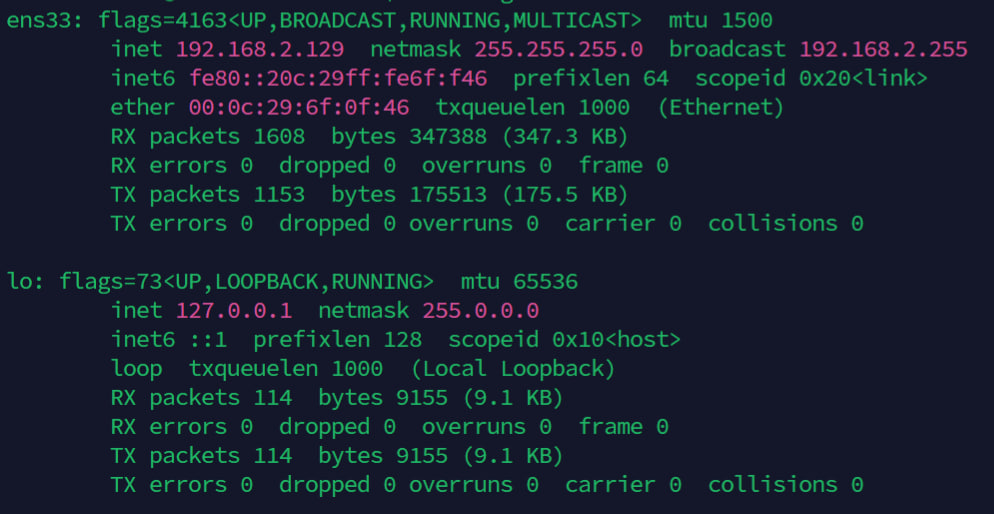 ens33: flags=4163<UP,BROADCAST,RUNNING,MULTICAST>  mtu 1500
        inet 192.168.2.129  netmask 255.255.255.0  broadcast 192.168.2.255
        inet6 fe80::20c:29ff:fe6f:f46  prefixlen 64  scopeid 0x20<link>
        ether 00:0c:29:6f:0f:46  txqueuelen 1000  (Ethernet)
        RX packets 1608  bytes 347388 (347.3 KB)
        RX errors 0  dropped 0  overruns 0  frame 0
        TX packets 1153  bytes 175513 (175.5 KB)
        TX errors 0  dropped 0 overruns 0  carrier 0  collisions 0

lo: flags=73<UP,LOOPBACK,RUNNING>  mtu 65536
        inet 127.0.0.1  netmask 255.0.0.0
        inet6 ::1  prefixlen 128  scopeid 0x10<host>
        loop  txqueuelen 1000  (Local Loopback)
        RX packets 114  bytes 9155 (9.1 KB)
        RX errors 0  dropped 0  overruns 0  frame 0
        TX packets 114  bytes 9155 (9.1 KB)
        TX errors 0  dropped 0 overruns 0  carrier 0  collisions 0